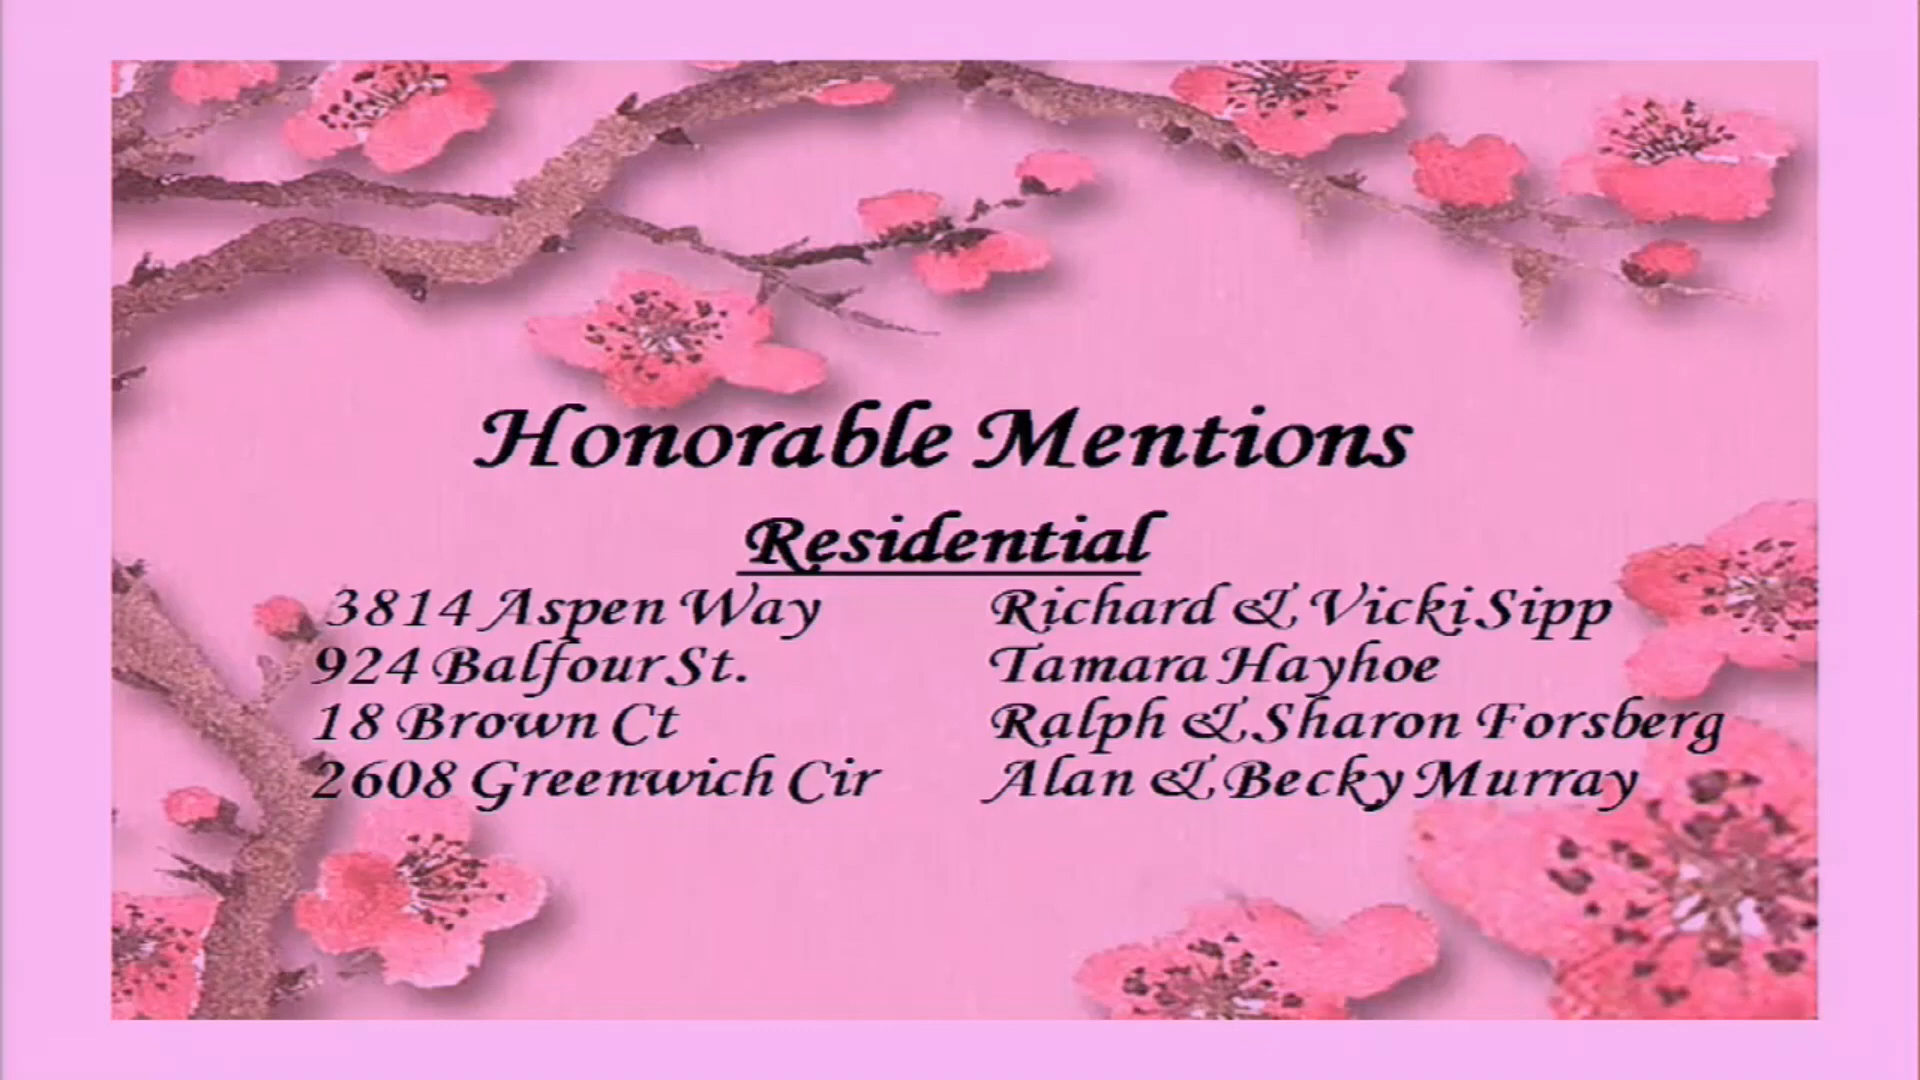 Honorable Mentions
Residential
3814 Aspen Way Richard & Vicki Sipp
924 Balfour St. Tamara Hayhoe
18 Brown Ct Ralph & Sharon Forsberg
2608 Greenwich Cir Alan & Becky Murray